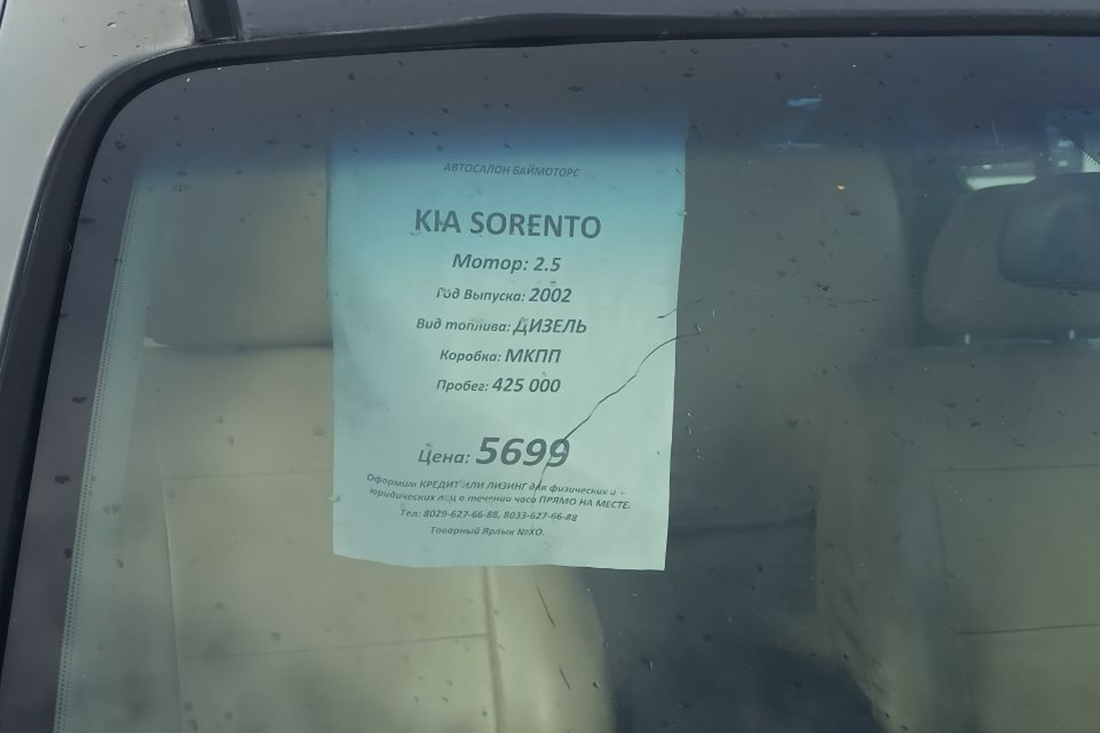 АВТОСАЛОН БАЙМОТОРС
KIA SORENTO
Мотор: 2.5
Год Выпуска: 2002
Вид топлива: ДИЗЕЛЬ
Коробка: МКПП
Пробег: 425 000
Цена: 5699
Оформим КРЕДИТ ИЛИ ЛИЗИНГ для физических и
юридических лиц в течении часа ПРЯМО НА МЕСТЕ.
Тел: 8029-627-66-88, 8033-627-66-88
Товарный Ярлык №ХО.